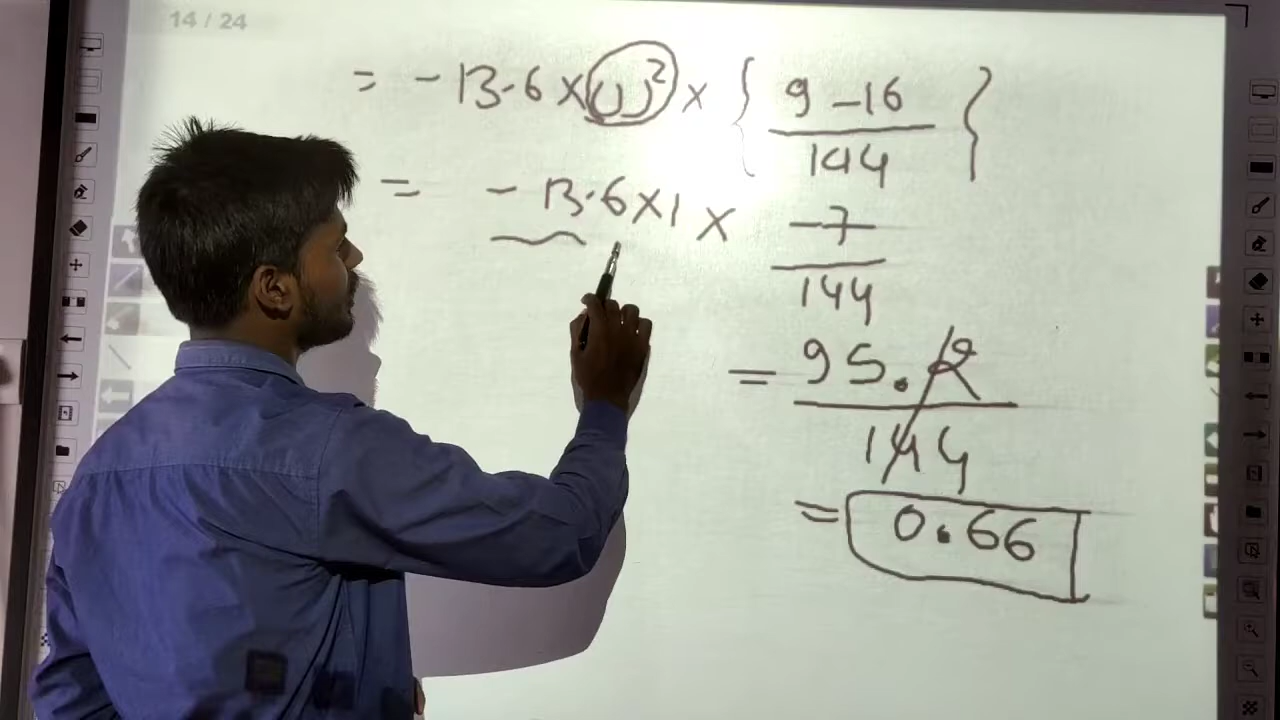 14 / 24
= - 13.6 × (1)² × { 9 - 16 / 144 }
= - 13.6 × 1 × -7 / 144
= 95.2 / 144
= 0.66